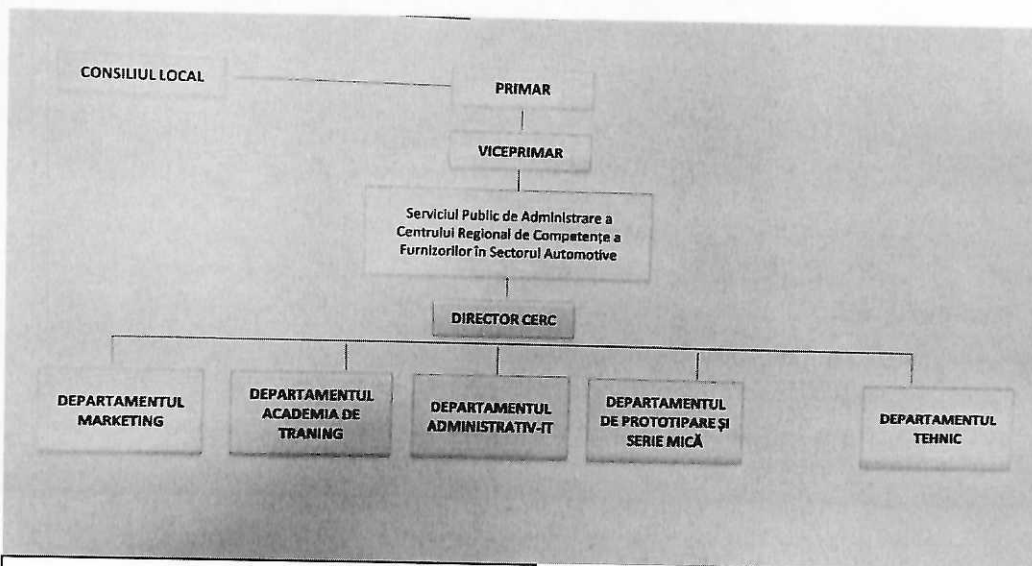 CONSILIUL LOCAL
PRIMAR
VICEPRIMAR
Serviciul Public de Administrare a
Centrului Regional de Competențe a
Furnizorilor în Sectorul Automotive
DIRECTOR CERC
DEPARTAMENTUL
MARKETING
DEPARTAMENTUL
ACADEMIA DE
TRANING
DEPARTAMENTUL
ADMINISTRATIV-IT
DEPARTAMENTUL
DE PROTOTIPARE ȘI
SERIE MICĂ
DEPARTAMENTUL
TEHNIC